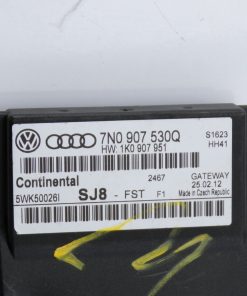 7N0 907 530Q
HW: 1K0 907 951
S1623
HH41
Continental
2467
GATEWAY
25.02.12
5WK50026I
SJ8 - FST F1
Made in Czech Republic